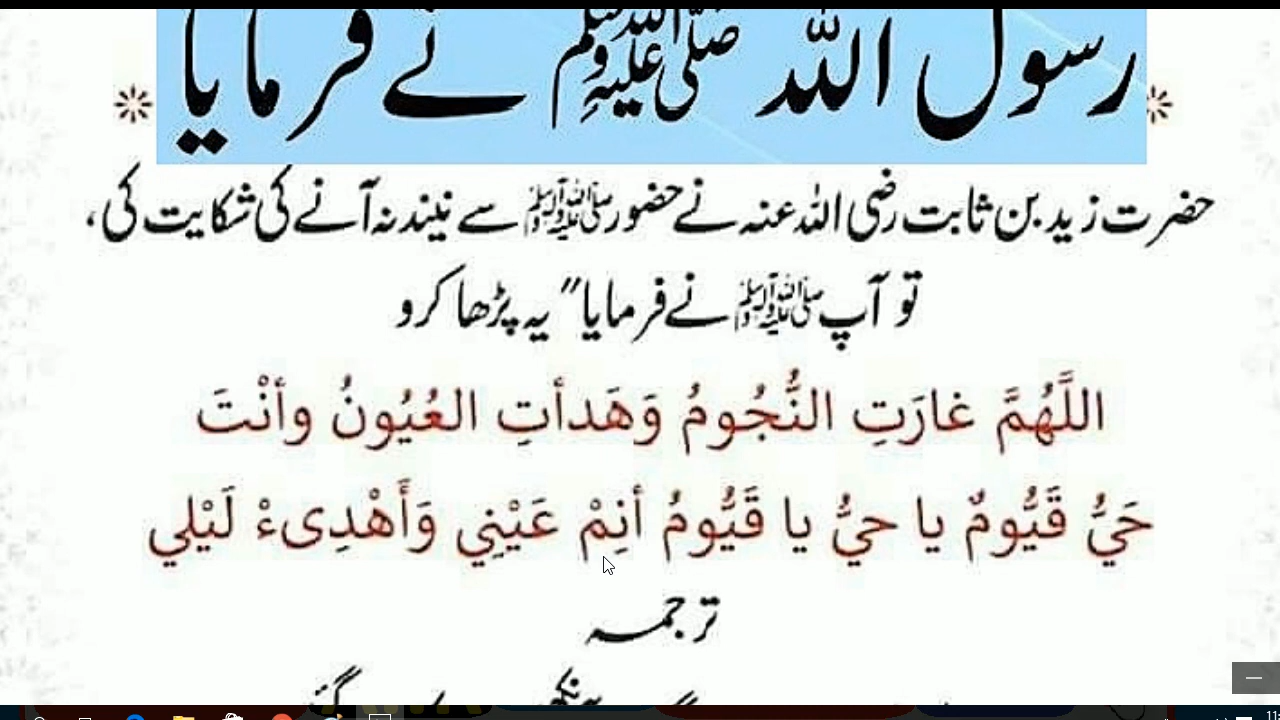 رسول اللہ ﷺ نے فرمایا
حضرت زید بن ثابت رضی اللہ عنہ نے حضور ﷺ سے نیند نہ آنے کی شکایت کی،
تو آپ ﷺ نے فرمایا ”یہ پڑھا کرو
اللَّهُمَّ غارَتِ النُّجُومُ وَهَدأتِ العُيُونُ وأنْتَ
حَيُّ قَيُّومٌ يا حيُّ يا قَيُّومُ أنِمْ عَيْنِي وَأَهْدِىءْ لَيْلِي
ترجمہ